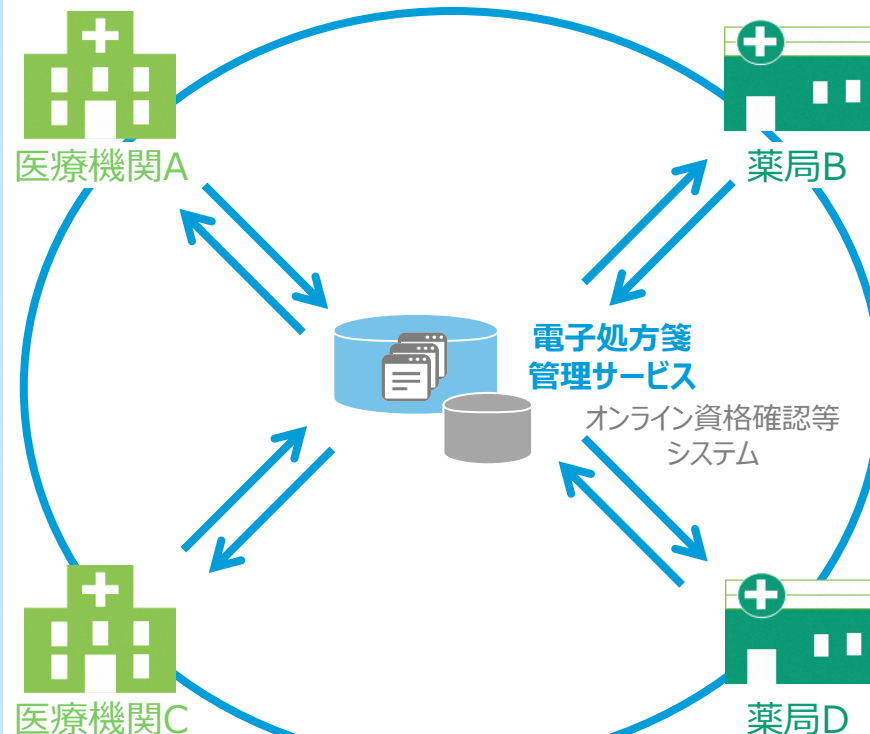 医療機関A
薬局B
電子処方箋
管理サービス
オンライン資格確認等
システム
医療機関C
薬局D